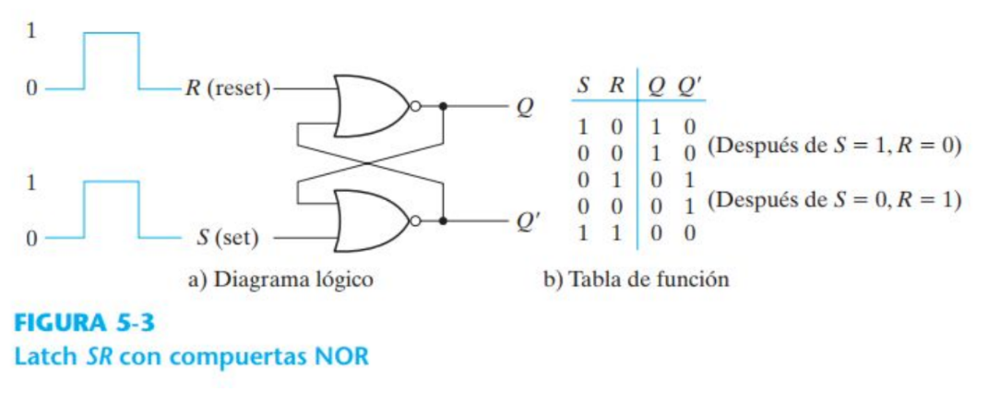 1
0
R (reset)
Q
1
0
S (set)
Q'
a) Diagrama lógico
S R Q Q'
1 0 1 0
0 0 1 0 (Después de S = 1, R = 0)
0 1 0 1
0 0 0 1 (Después de S = 0, R = 1)
1 1 0 0
b) Tabla de función
FIGURA 5-3
Latch SR con compuertas NOR